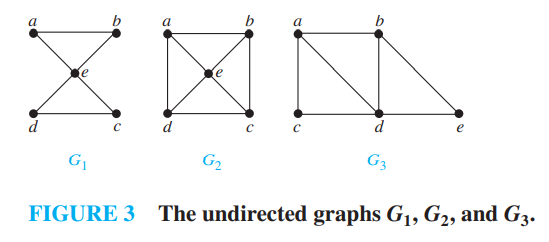 a b a b a b
e e
d c d c c d e
G1 G2 G3
FIGURE 3 The undirected graphs G1, G2, and G3.